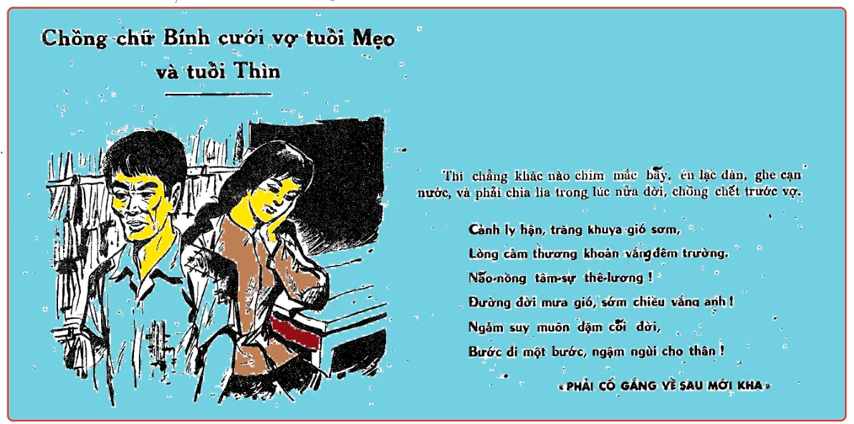 Chồng chữ Bính cưới vợ tuổi Mẹo
và tuổi Thìn
Thì chẳng khác nào chim mắc bẫy, én lạc đàn, ghe cạn
nước, và phải chia lìa trong lúc nửa đời, chồng chết trước vợ.
Cảnh ly hận, trăng khuya gió sơm,
Lòng cảm thương khoản vắng đêm trường.
Não-nồng tâm-sự thê-lương !
Đường đời mưa gió, sớm chiều vắng anh !
Ngắm suy muôn dặm cõi đời,
Bước đi một bước, ngậm ngùi cho thân !
« PHẢI CỐ GẮNG VỀ SAU MỚI KHA »